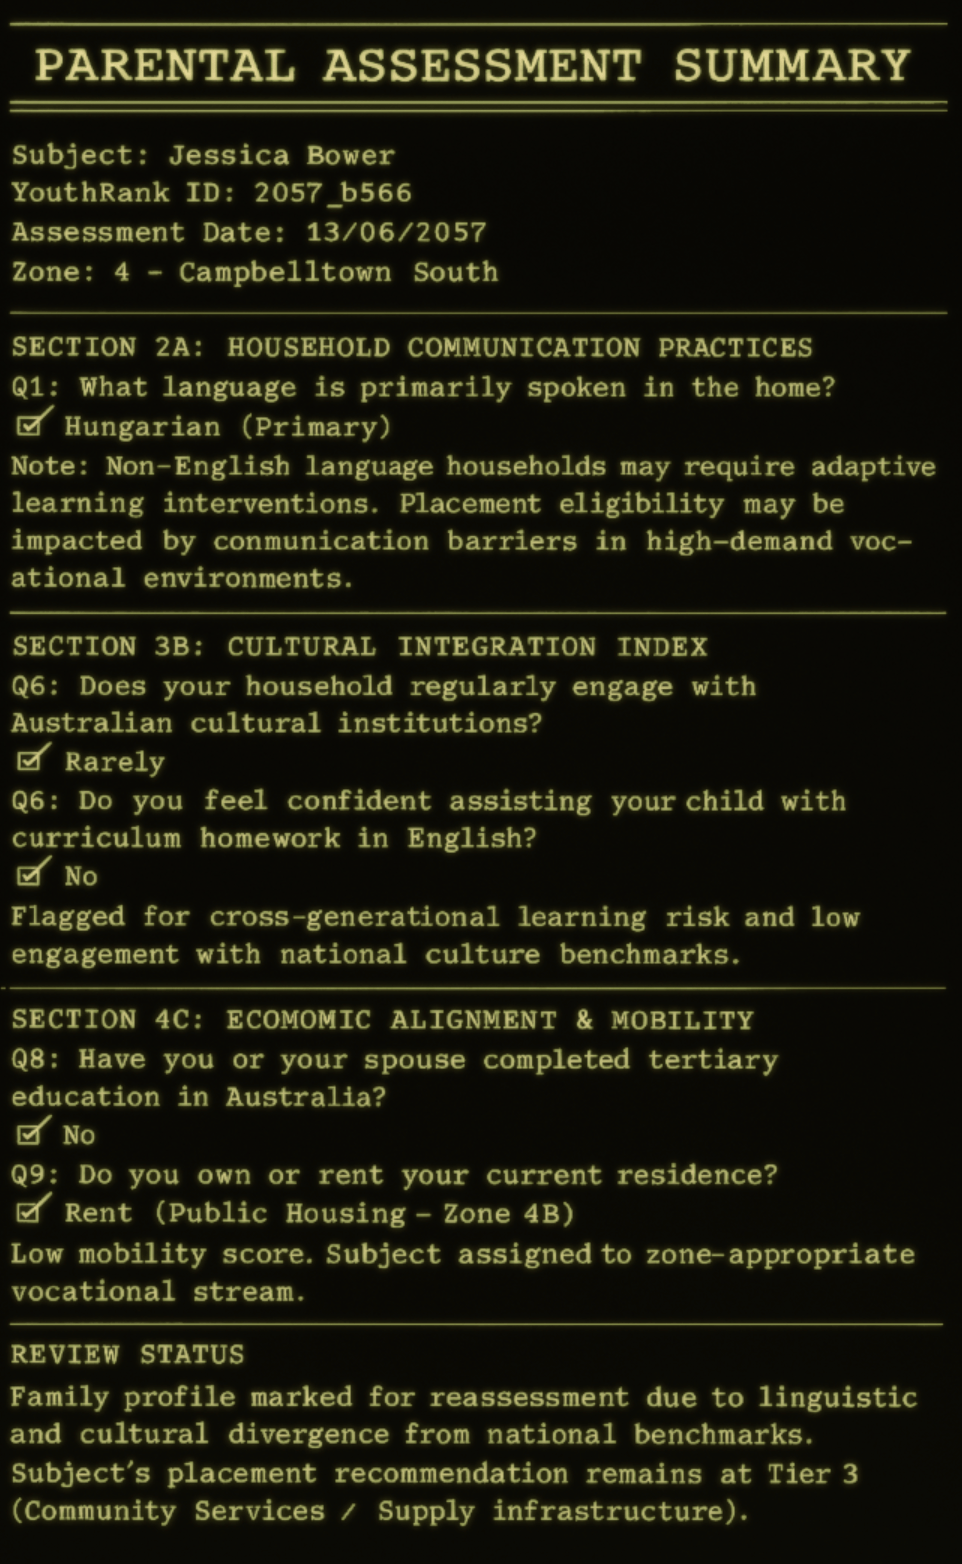 PARENTAL ASSESSMENT SUMMARY
Subject: Jessica Bower
YouthRank ID: 2057_b566
Assessment Date: 13/06/2057
Zone: 4 – Campbelltown South
SECTION 2A: HOUSEHOLD COMMUNICATION PRACTICES
Q1: What language is primarily spoken in the home?
☑ Hungarian (Primary)
Note: Non-English language households may require adaptive
learning interventions. Placement eligibility may be
impacted by conmunication barriers in high-demand voc-
ational environments.
SECTION 3B: CULTURAL INTEGRATION INDEX
Q6: Does your household regularly engage with
Australian cultural institutions?
☑ Rarely
Q6: Do you feel confident assisting your child with
curriculum homework in English?
☑ No
Flagged for cross-generational learning risk and low
engagement with national culture benchmarks.
SECTION 4C: ECOMOMIC ALIGNMENT & MOBILITY
Q8: Have you or your spouse completed tertiary
education in Australia?
☑ No
Q9: Do you own or rent your current residence?
☑ Rent (Public Housing – Zone 4B)
Low mobility score. Subject assigned to zone-appropriate
vocational stream.
REVIEW STATUS
Family profile marked for reassessment due to linguistic
and cultural divergence from national benchmarks.
Subject's placement recommendation remains at Tier 3
(Community Services / Supply infrastructure).